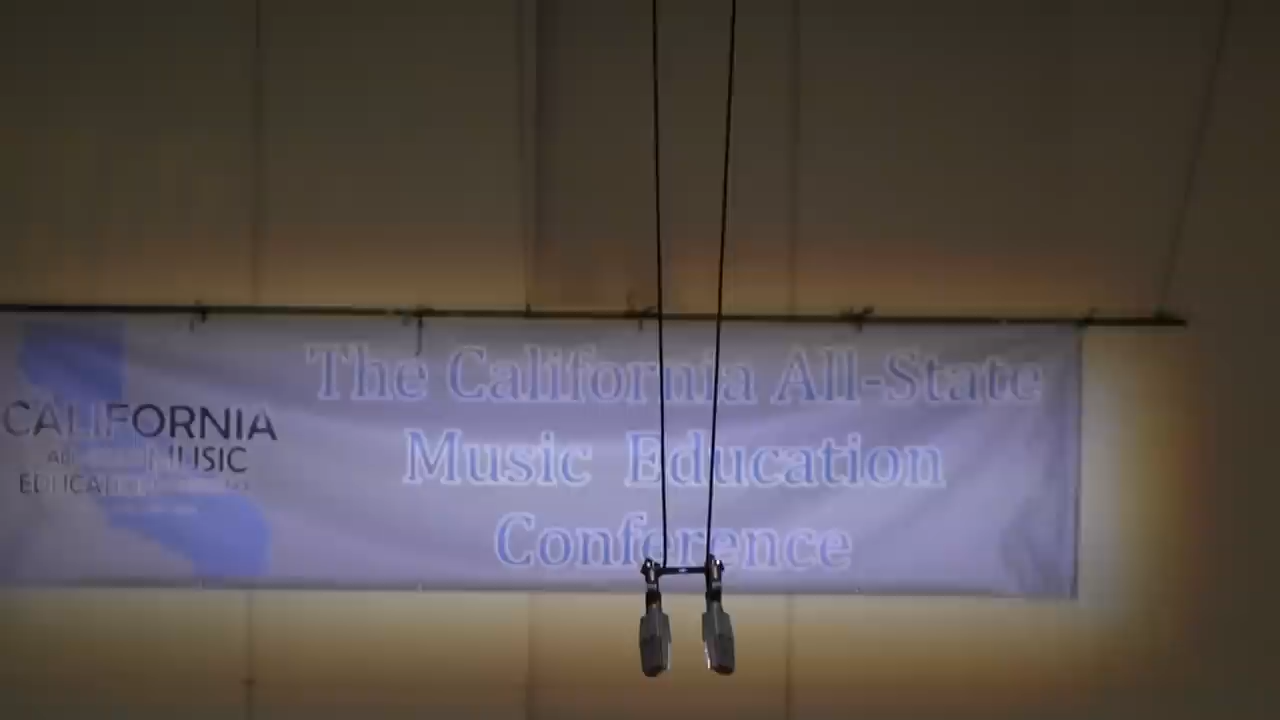 CALIFORNIA
MUSIC
The California All-State
Music Education
Conference